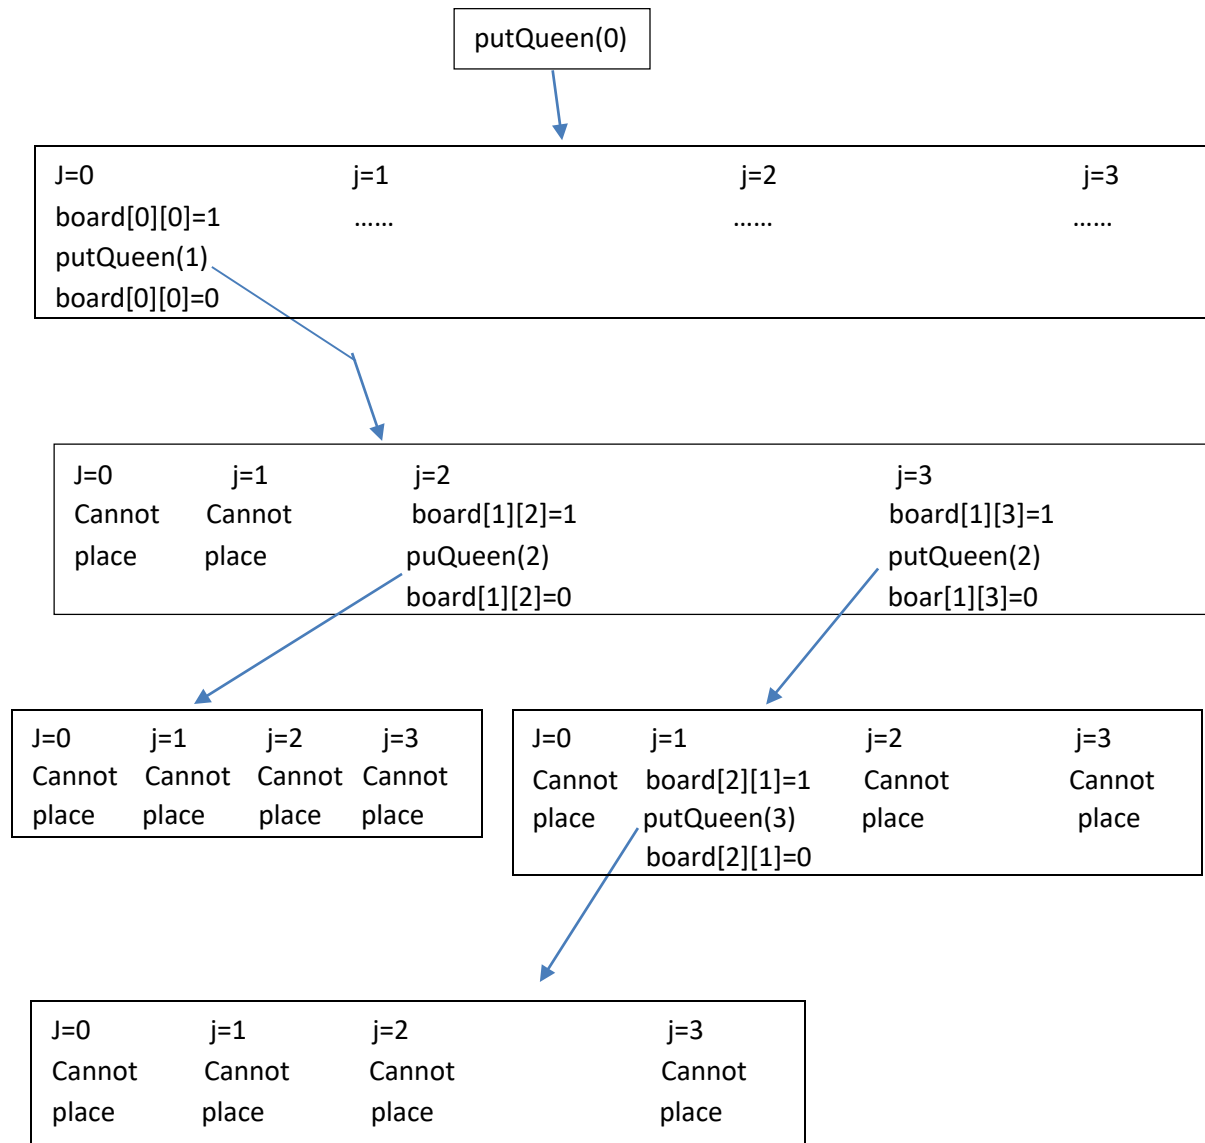 putQueen(0)
J=0 j=1 j=2 j=3
board[0][0]=1 …… …… ……
putQueen(1)
board[0][0]=0
J=0 j=1 j=2 j=3
Cannot Cannot board[1][2]=1 board[1][3]=1
place place puQueen(2) putQueen(2)
board[1][2]=0 boar[1][3]=0
J=0 j=1 j=2 j=3
Cannot Cannot Cannot Cannot
place place place place
J=0 j=1 j=2 j=3
Cannot board[2][1]=1 Cannot Cannot
place putQueen(3) place place
board[2][1]=0
J=0 j=1 j=2 j=3
Cannot Cannot Cannot Cannot
place place place place